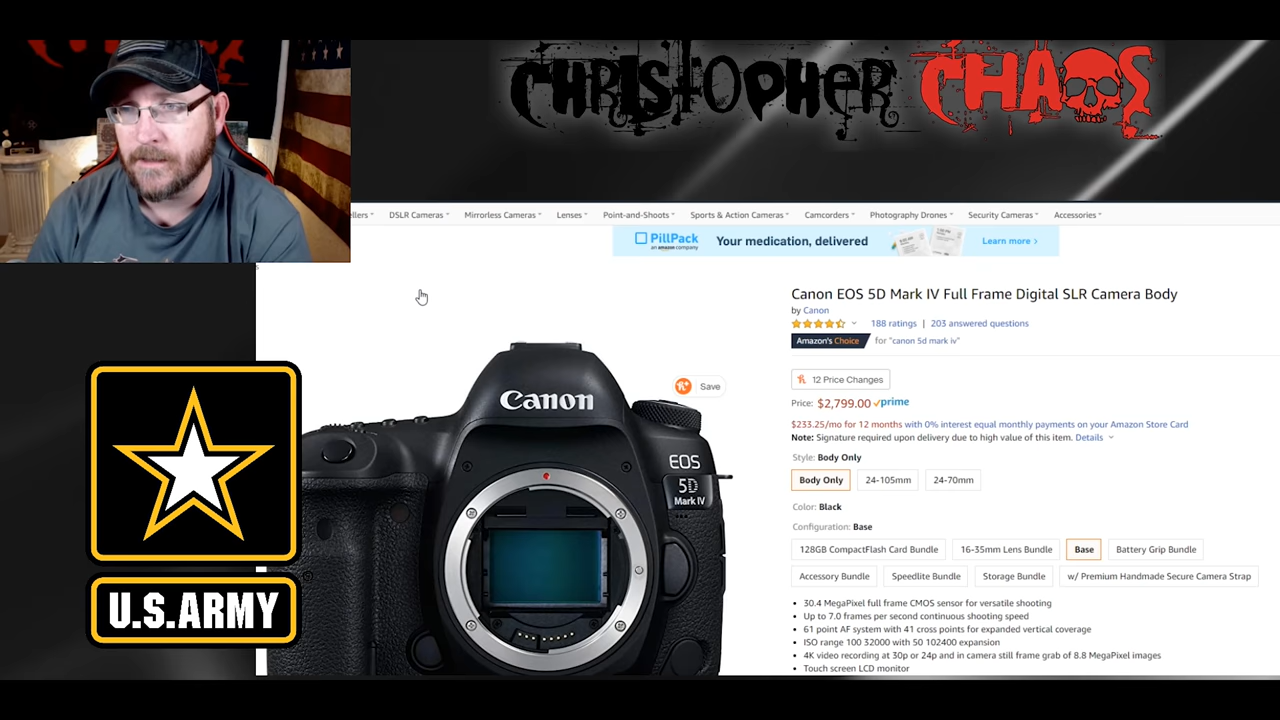 CHRISTOPHER CHAOS
DSLR Cameras
Mirrorless Cameras
Lenses
Point-and-Shoots
Sports & Action Cameras
Camcorders
Photography Drones
Security Cameras
Accessories
PillPack
an amazon company
Your medication, delivered
Learn more ›
Canon EOS 5D Mark IV Full Frame Digital SLR Camera Body
by Canon
188 ratings | 203 answered questions
Amazon's Choice for "canon 5d mark iv"
Save
12 Price Changes
Price: $2,799.00 prime
$233.25/mo for 12 months with 0% interest equal monthly payments on your Amazon Store Card
Note: Signature required upon delivery due to high value of this item. Details
Style: Body Only
Body Only 24-105mm 24-70mm
Color: Black
Configuration: Base
128GB CompactFlash Card Bundle 16-35mm Lens Bundle Base Battery Grip Bundle
Accessory Bundle Speedlite Bundle Storage Bundle w/ Premium Handmade Secure Camera Strap
• 30.4 MegaPixel full frame CMOS sensor for versatile shooting
• Up to 7.0 frames per second continuous shooting speed
• 61 point AF system with 41 cross points for expanded vertical coverage
• ISO range 100 32000 with 50 102400 expansion
• 4K video recording at 30p or 24p and in camera still frame grab of 8.8 MegaPixel images
• Touch screen LCD monitor
Canon
EOS
5D
Mark IV
U.S.ARMY